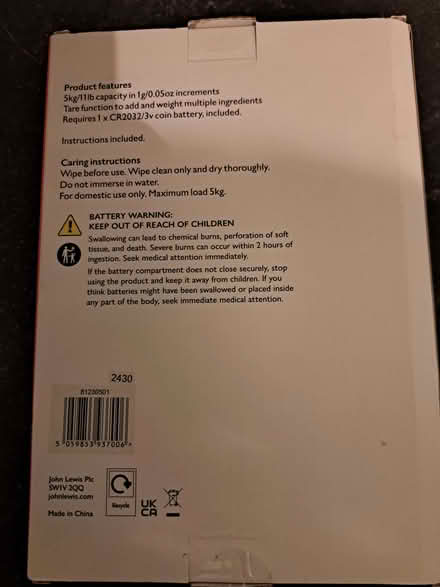 Product features
5kg/11lb capacity in 1g/0.05oz increments
Tare function to add and weight multiple ingredients
Requires 1 x CR2032/3v coin battery, included.
Instructions included.
Caring instructions
Wipe before use. Wipe clean only and dry thoroughly.
Do not immerse in water.
For domestic use only, Maximum load 5kg.
BATTERY WARNING:
KEEP OUT OF REACH OF CHILDREN
Swallowing can lead to chemical burns, perforation of soft
tissue, and death. Severe burns can occur within 2 hours of
ingestion. Seek medical attention immediately.
If the battery compartment does not close securely, stop
using the product and keep it away from children. If you
think batteries might have been swallowed or placed inside
any part of the body, seek immediate medical attention.
2430
81230501
5 059853 937006 >
John Lewis Plc
SW1V 2QQ
johnlewis.com
Made in China
Recycle
UK
CA